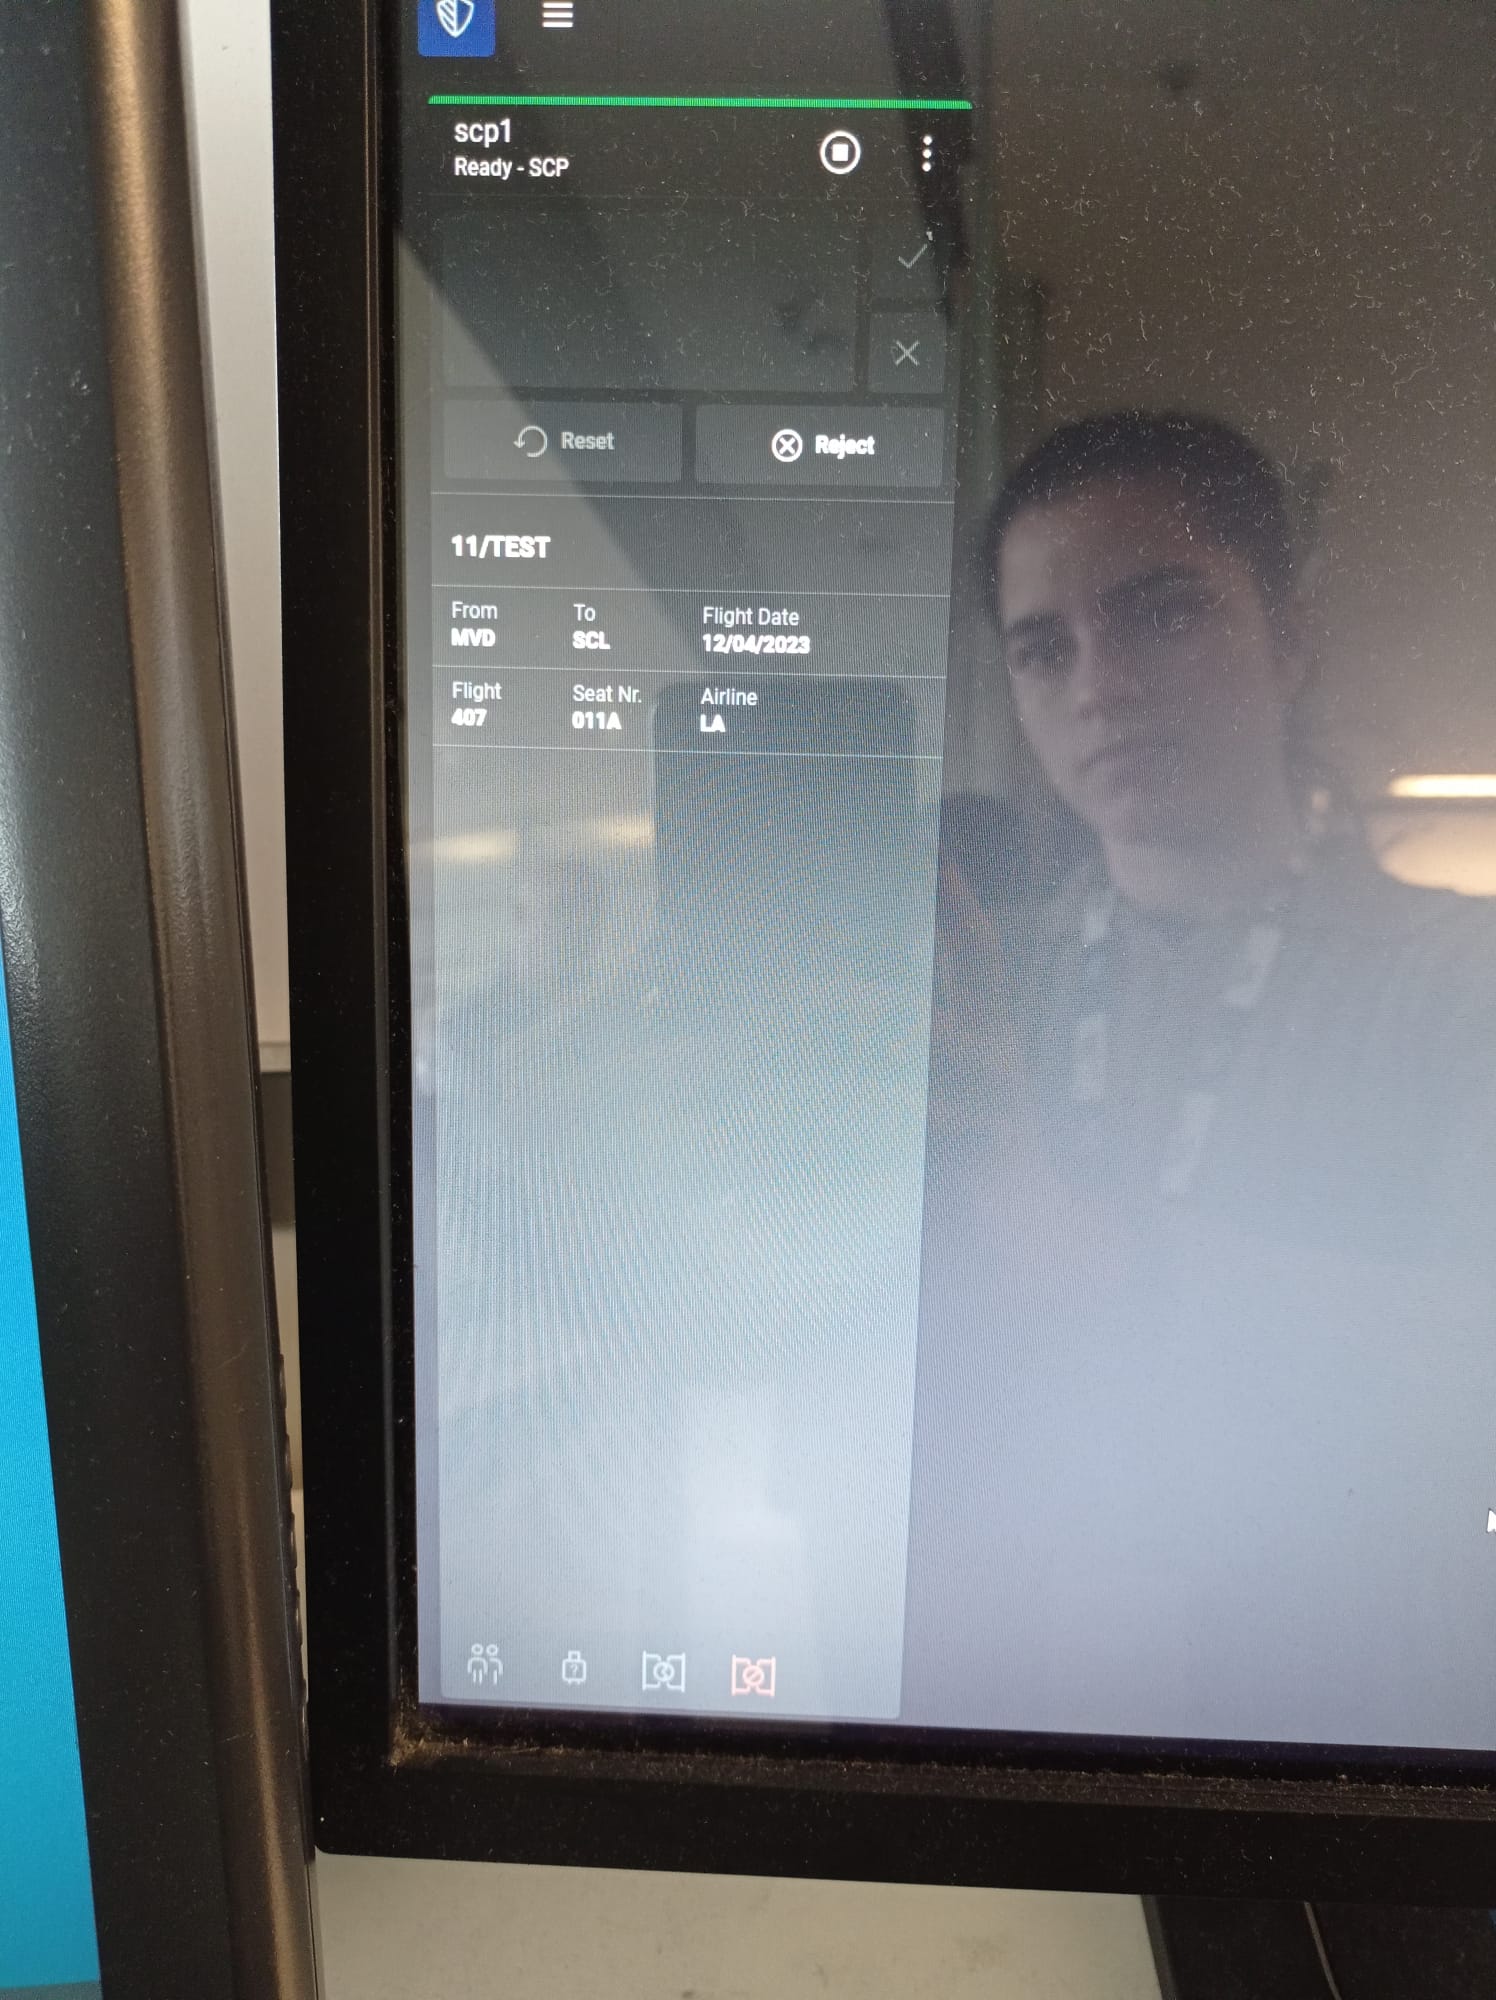 scp1
Ready - SCP
Reset
Reject
11/TEST
From To Flight Date
MVD SCL 12/04/2023
Flight Seat Nr. Airline
407 011A LA